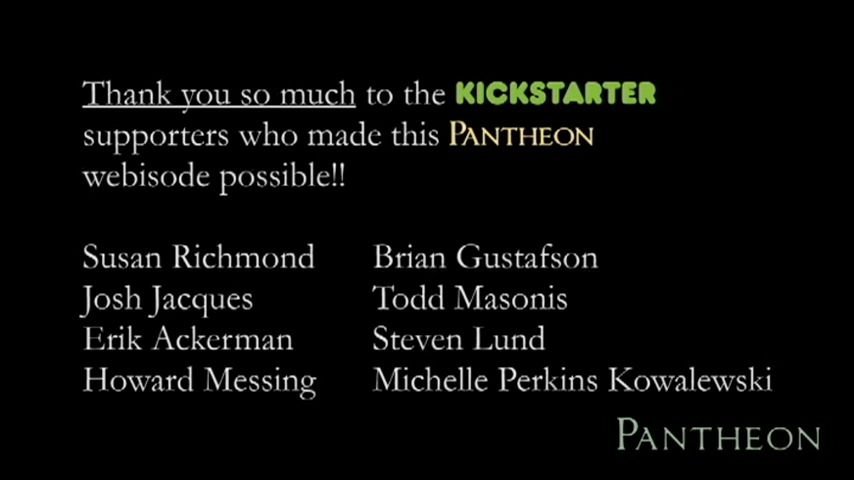 Thank you so much to the KICKSTARTER
supporters who made this PANTHEON
webisode possible!!
Susan Richmond Brian Gustafson
Josh Jacques Todd Masonis
Erik Ackerman Steven Lund
Howard Messing Michelle Perkins Kowalewski
PANTHEON